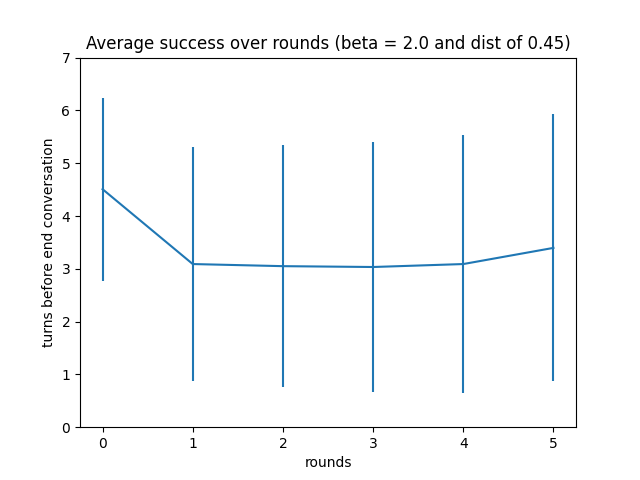 Average success over rounds (beta = 2.0 and dist of 0.45)
7
6
5
4
3
2
1
0
turns before end conversation
0 1 2 3 4 5
rounds